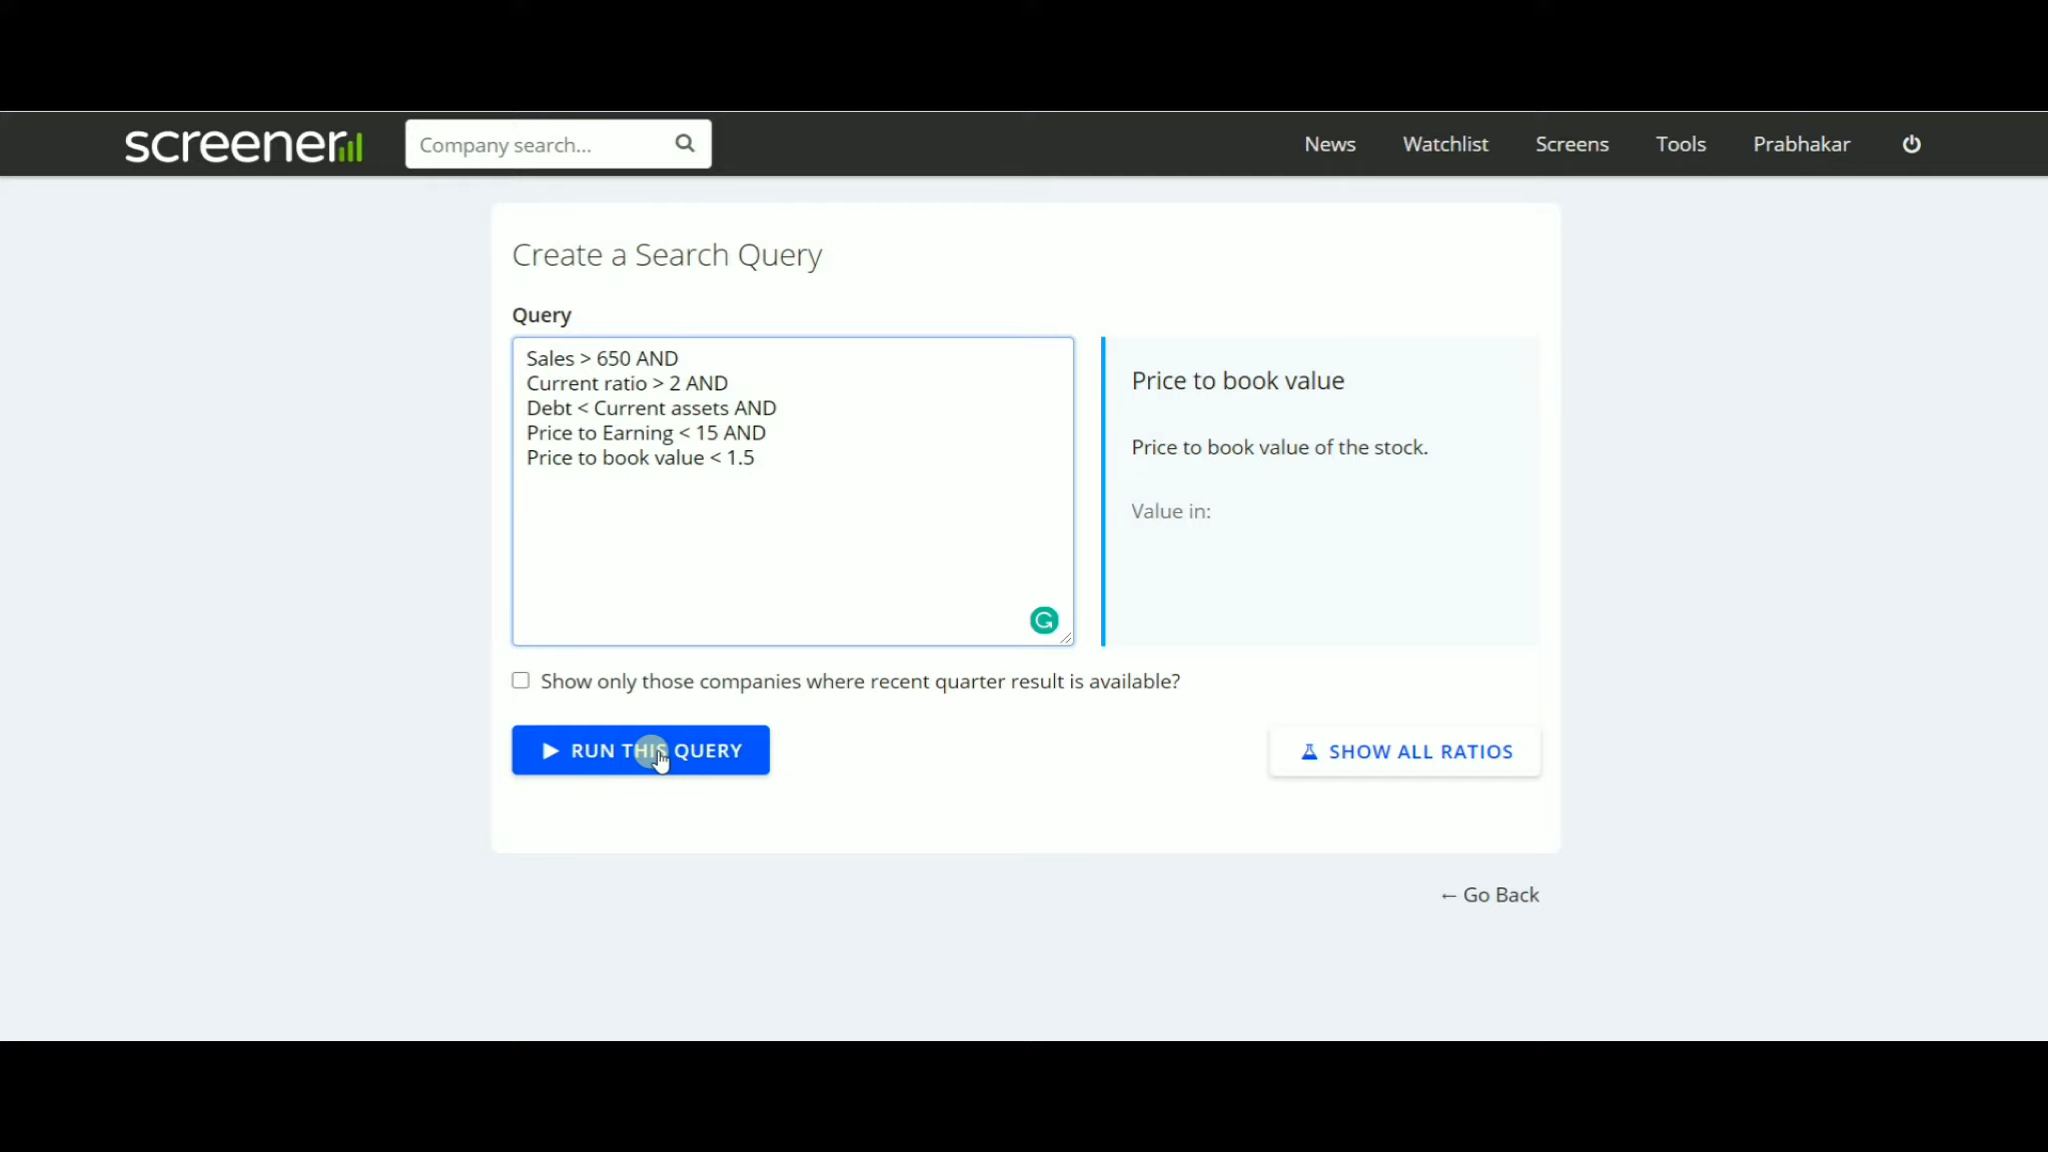 screener
Company search...
News
Watchlist
Screens
Tools
Prabhakar
Create a Search Query
Query
Sales > 650 AND
Current ratio > 2 AND
Debt < Current assets AND
Price to Earning < 15 AND
Price to book value < 1.5
Price to book value
Price to book value of the stock.
Value in:
Show only those companies where recent quarter result is available?
RUN THIS QUERY
SHOW ALL RATIOS
← Go Back